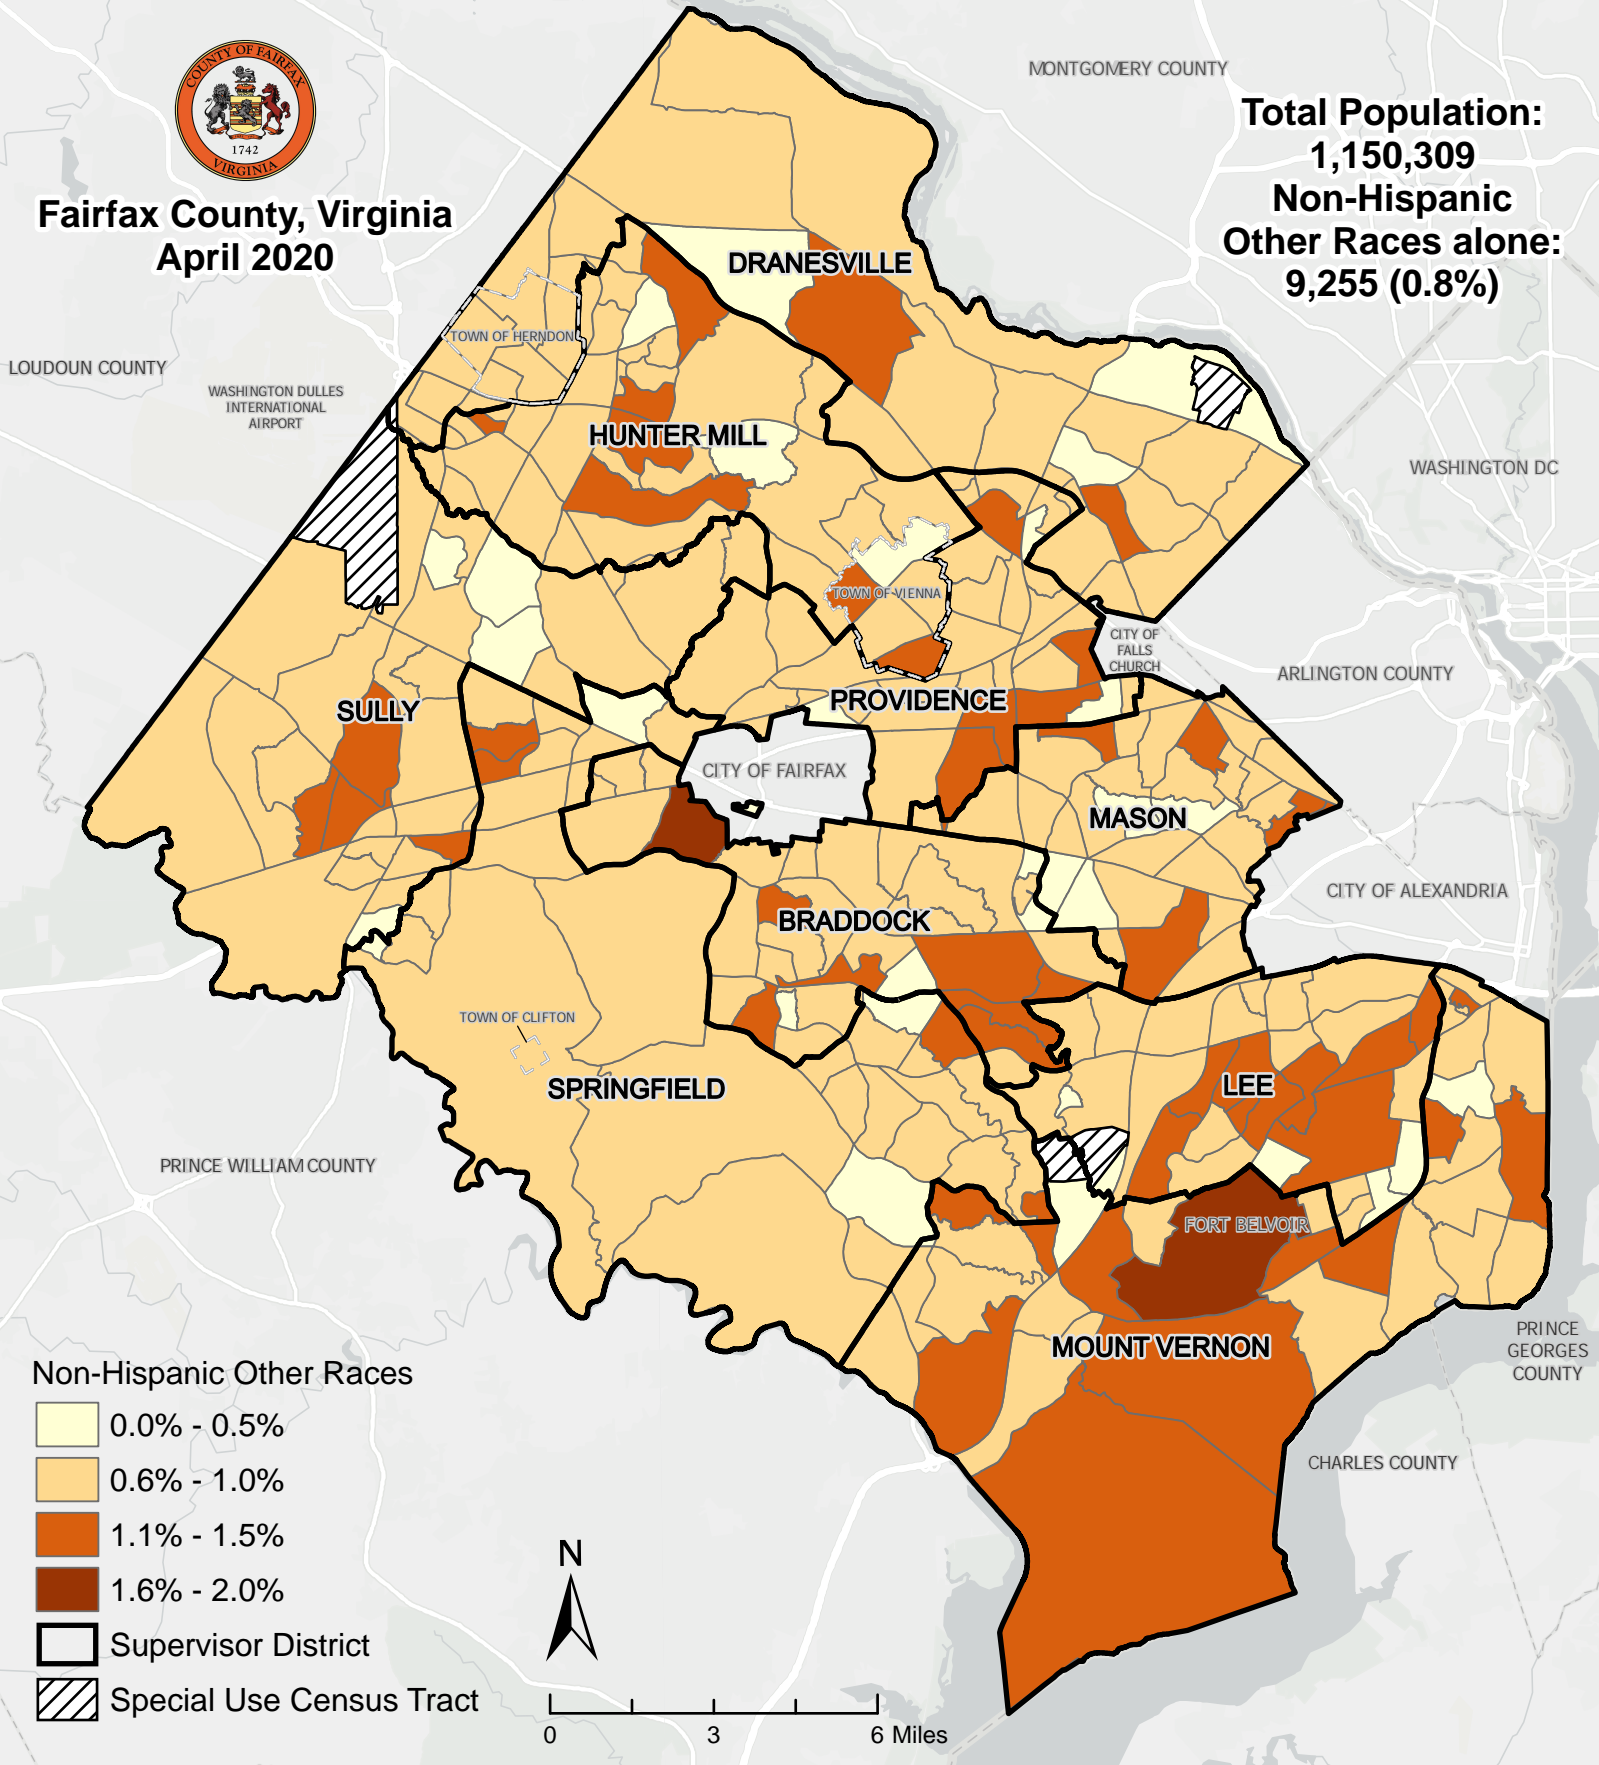 COUNTY OF FAIRFAX
1742
VIRGINIA
Fairfax County, Virginia
April 2020
Total Population:
1,150,309
Non-Hispanic
Other Races alone:
9,255 (0.8%)
MONTGOMERY COUNTY
DRANESVILLE
TOWN OF HERNDON
LOUDOUN COUNTY
WASHINGTON DULLES
INTERNATIONAL
AIRPORT
HUNTER MILL
WASHINGTON DC
TOWN OF VIENNA
CITY OF
FALLS
CHURCH
ARLINGTON COUNTY
SULLY
PROVIDENCE
CITY OF FAIRFAX
MASON
CITY OF ALEXANDRIA
BRADDOCK
TOWN OF CLIFTON
SPRINGFIELD
LEE
PRINCE WILLIAM COUNTY
FORT BELVOIR
MOUNT VERNON
PRINCE
GEORGES
COUNTY
CHARLES COUNTY
Non-Hispanic Other Races
0.0% - 0.5%
0.6% - 1.0%
1.1% - 1.5%
1.6% - 2.0%
Supervisor District
Special Use Census Tract
N
0 3 6 Miles